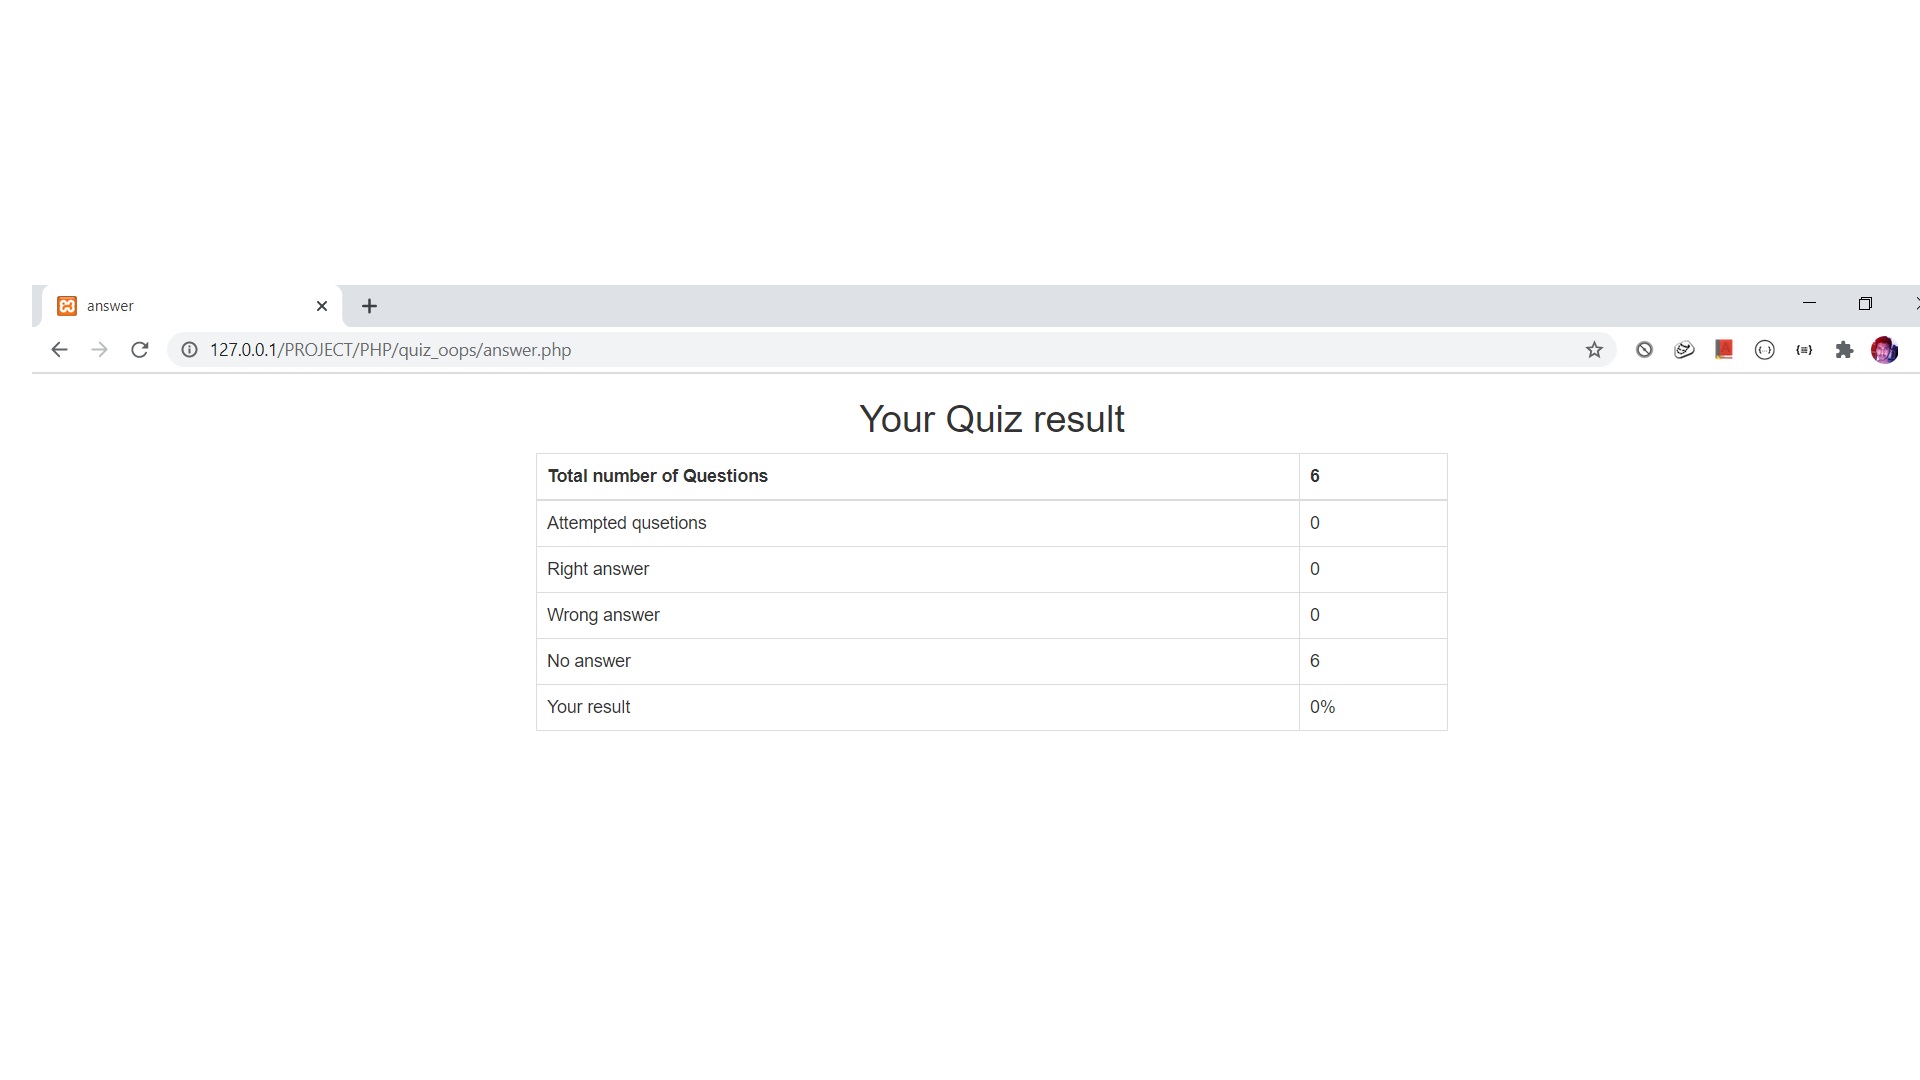 answer
127.0.0.1/PROJECT/PHP/quiz_oops/answer.php
Your Quiz result
Total number of Questions 6
Attempted qusetions 0
Right answer 0
Wrong answer 0
No answer 6
Your result 0%